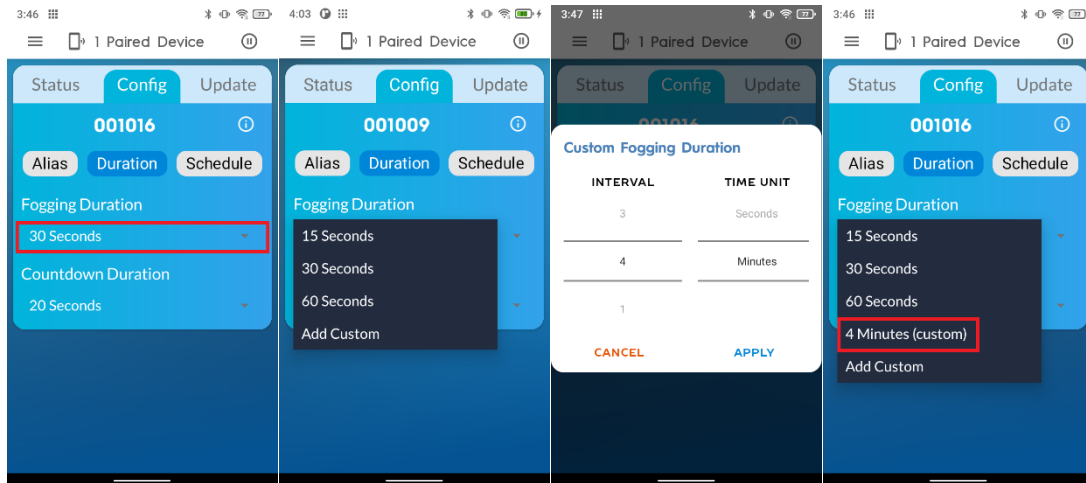 3:46
77
1 Paired Device
Status Config Update
001016
Alias Duration Schedule
Fogging Duration
30 Seconds
Countdown Duration
20 Seconds
4:03
1 Paired Device
Status Config Update
001009
Alias Duration Schedule
Fogging Duration
15 Seconds
30 Seconds
60 Seconds
Add Custom
3:47
77
1 Paired Device
Status Config Update
001016
Custom Fogging Duration
INTERVAL TIME UNIT
3 Seconds
4 Minutes
1
CANCEL APPLY
3:46
77
1 Paired Device
Status Config Update
001016
Alias Duration Schedule
Fogging Duration
15 Seconds
30 Seconds
60 Seconds
4 Minutes (custom)
Add Custom